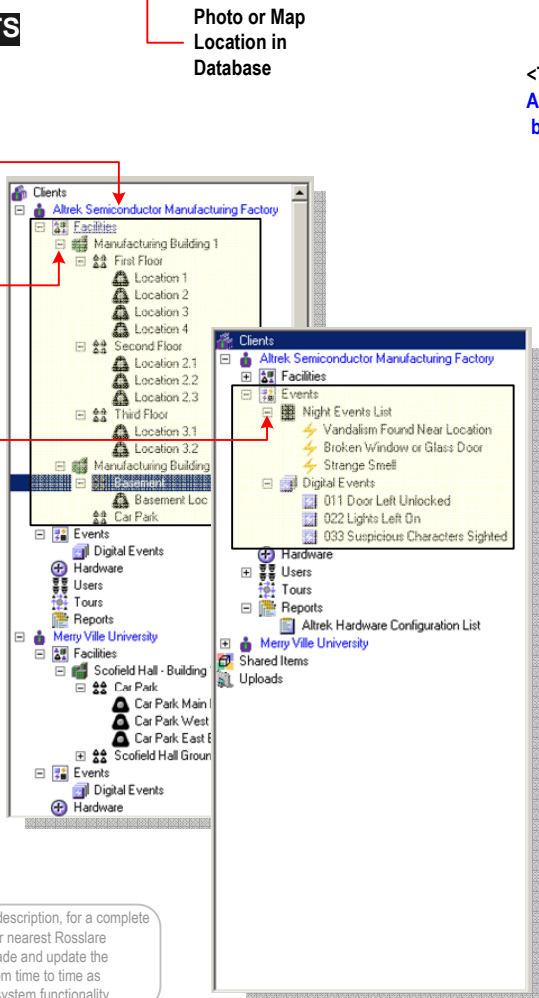 TS
Photo or Map
Location in
Database
Clients
Altrek Semiconductor Manufacturing Factory
Facilities
Manufacturing Building 1
First Floor
Location 1
Location 2
Location 3
Location 4
Second Floor
Location 2.1
Location 2.2
Location 2.3
Third Floor
Location 3.1
Location 3.2
Manufacturing Building
Basement
Basement Loc
Car Park
Events
Digital Events
Hardware
Users
Tours
Reports
Merry Ville University
Facilities
Scofield Hall - Building
Car Park
Car Park Main
Car Park West
Car Park East
Scofield Hall Groun
Events
Digital Events
Hardware
Clients
Altrek Semiconductor Manufacturing Factory
Facilities
Events
Night Events List
Vandalism Found Near Location
Broken Window or Glass Door
Strange Smell
Digital Events
011 Door Left Unlocked
022 Lights Left On
033 Suspicious Characters Sighted
Hardware
Users
Tours
Reports
Altrek Hardware Configuration List
Merry Ville University
Shared Items
Uploads
description, for a complete
r nearest Rosslare
ade and update the
om time to time as
system functionality